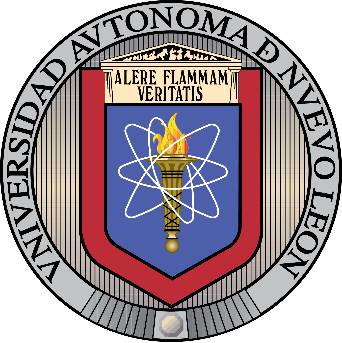 VNIVERSIDAD AVTONOMA Đ NVEVO LEON
ALERE FLAMMAM
VERITATIS